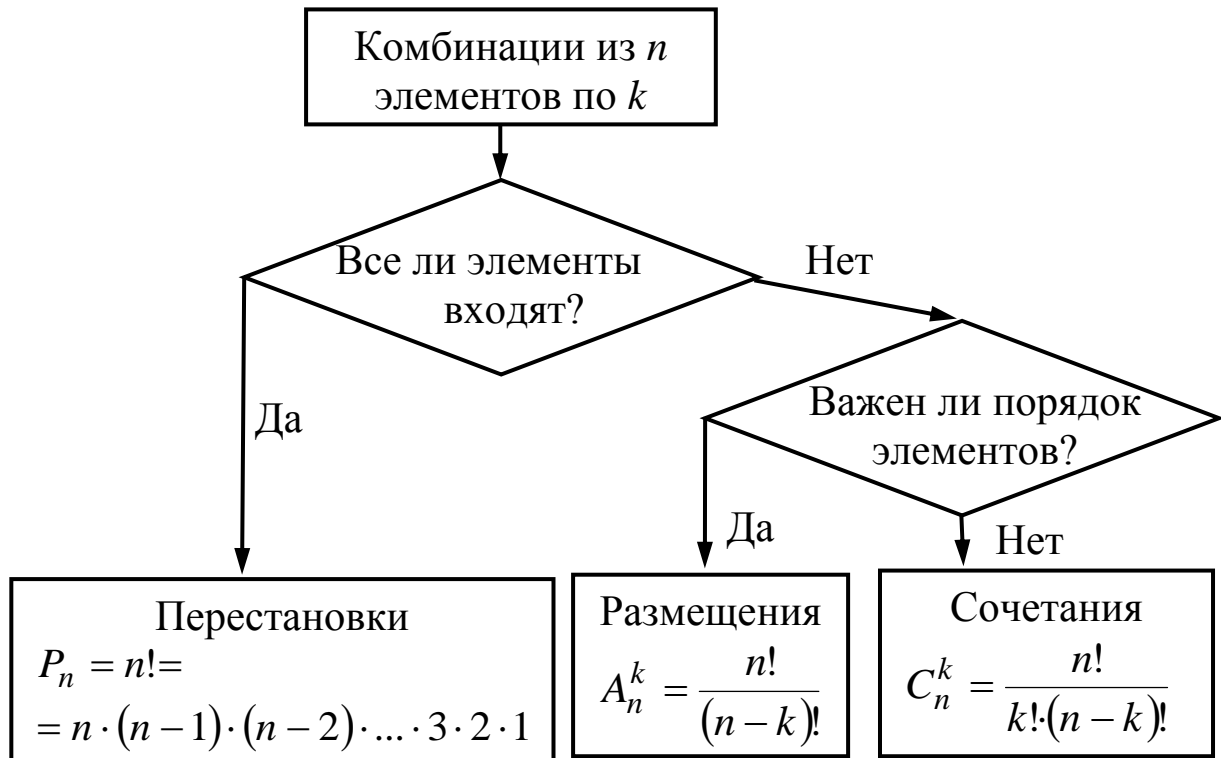 Комбинации из n
элементов по k
Все ли элементы
входят?
Нет
Да
Важен ли порядок
элементов?
Да
Нет
Перестановки
P_n = n!=
= n·(n−1)·(n−2)·...·3·2·1
Размещения
A_n^k = n!/(n−k)!
Сочетания
C_n^k = n!/k!·(n−k)!